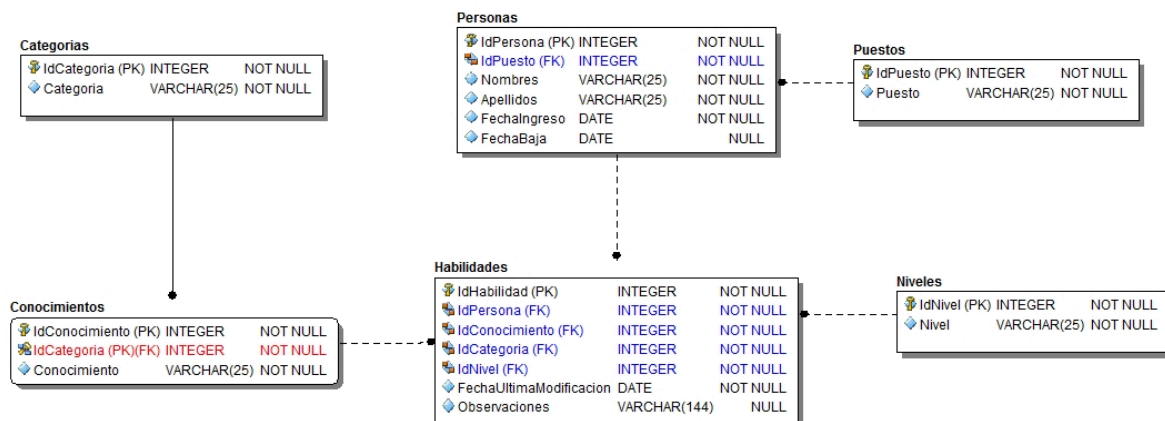 Categorias
IdCategoria (PK) INTEGER NOT NULL
Categoria VARCHAR(25) NOT NULL
Personas
IdPersona (PK) INTEGER NOT NULL
IdPuesto (FK) INTEGER NOT NULL
Nombres VARCHAR(25) NOT NULL
Apellidos VARCHAR(25) NOT NULL
FechaIngreso DATE NOT NULL
FechaBaja DATE NULL
Puestos
IdPuesto (PK) INTEGER NOT NULL
Puesto VARCHAR(25) NOT NULL
Conocimientos
IdConocimiento (PK) INTEGER NOT NULL
IdCategoria (PK)(FK) INTEGER NOT NULL
Conocimiento VARCHAR(25) NOT NULL
Habilidades
IdHabilidad (PK) INTEGER NOT NULL
IdPersona (FK) INTEGER NOT NULL
IdConocimiento (FK) INTEGER NOT NULL
IdCategoria (FK) INTEGER NOT NULL
IdNivel (FK) INTEGER NOT NULL
FechaUltimaModificacion DATE NOT NULL
Observaciones VARCHAR(144) NULL
Niveles
IdNivel (PK) INTEGER NOT NULL
Nivel VARCHAR(25) NOT NULL